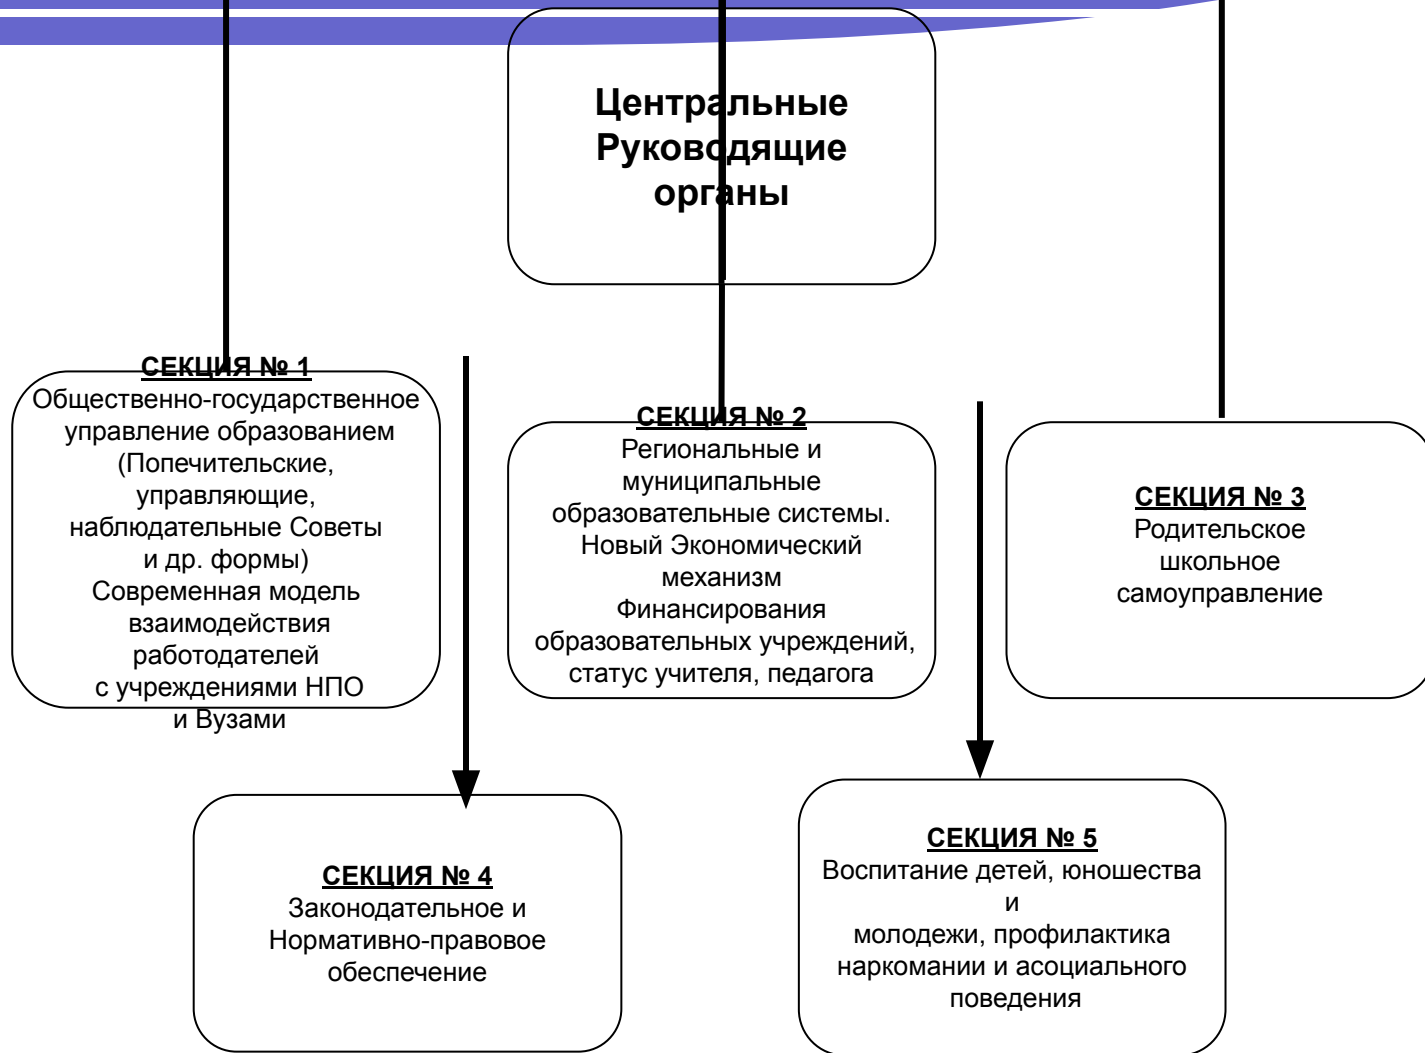 Центральные
Руководящие
органы
СЕКЦИЯ № 1
Общественно-государственное
управление образованием
(Попечительские,
управляющие,
наблюдательные Советы
и др. формы)
Современная модель
взаимодействия
работодателей
с учреждениями НПО
и Вузами
СЕКЦИЯ № 2
Региональные и
муниципальные
образовательные системы.
Новый Экономический
механизм
Финансирования
образовательных учреждений,
статус учителя, педагога
СЕКЦИЯ № 3
Родительское
школьное
самоуправление
СЕКЦИЯ № 4
Законодательное и
Нормативно-правовое
обеспечение
СЕКЦИЯ № 5
Воспитание детей, юношества
и
молодежи, профилактика
наркомании и асоциального
поведения